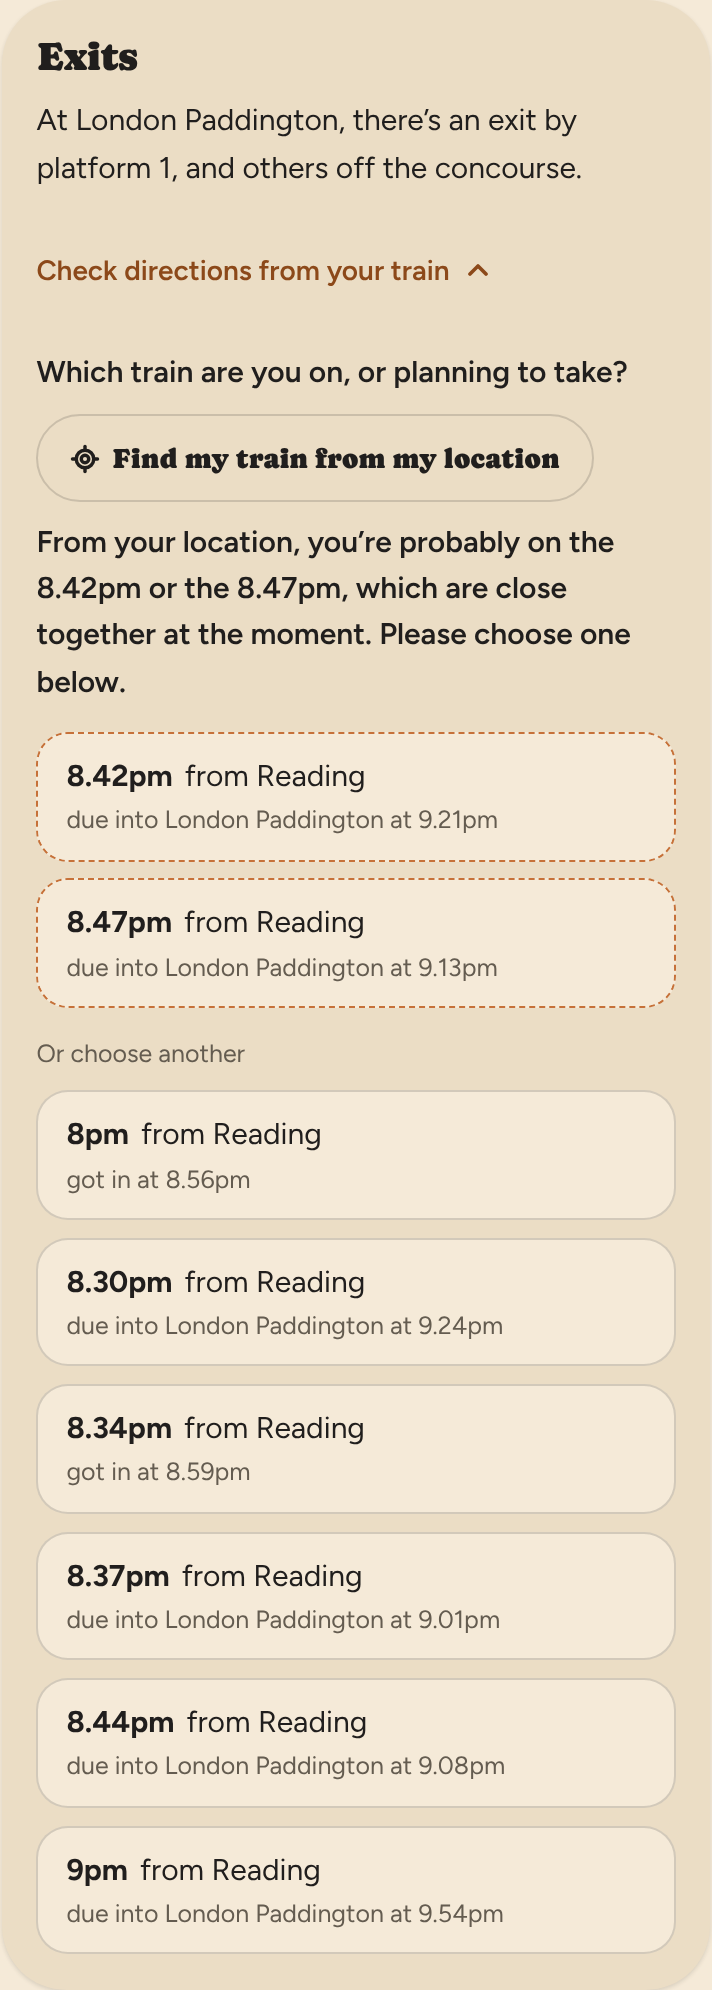 Exits
At London Paddington, there’s an exit by
platform 1, and others off the concourse.
Check directions from your train
Which train are you on, or planning to take?
Find my train from my location
From your location, you’re probably on the
8.42pm or the 8.47pm, which are close
together at the moment. Please choose one
below.
8.42pm from Reading
due into London Paddington at 9.21pm
8.47pm from Reading
due into London Paddington at 9.13pm
Or choose another
8pm from Reading
got in at 8.56pm
8.30pm from Reading
due into London Paddington at 9.24pm
8.34pm from Reading
got in at 8.59pm
8.37pm from Reading
due into London Paddington at 9.01pm
8.44pm from Reading
due into London Paddington at 9.08pm
9pm from Reading
due into London Paddington at 9.54pm